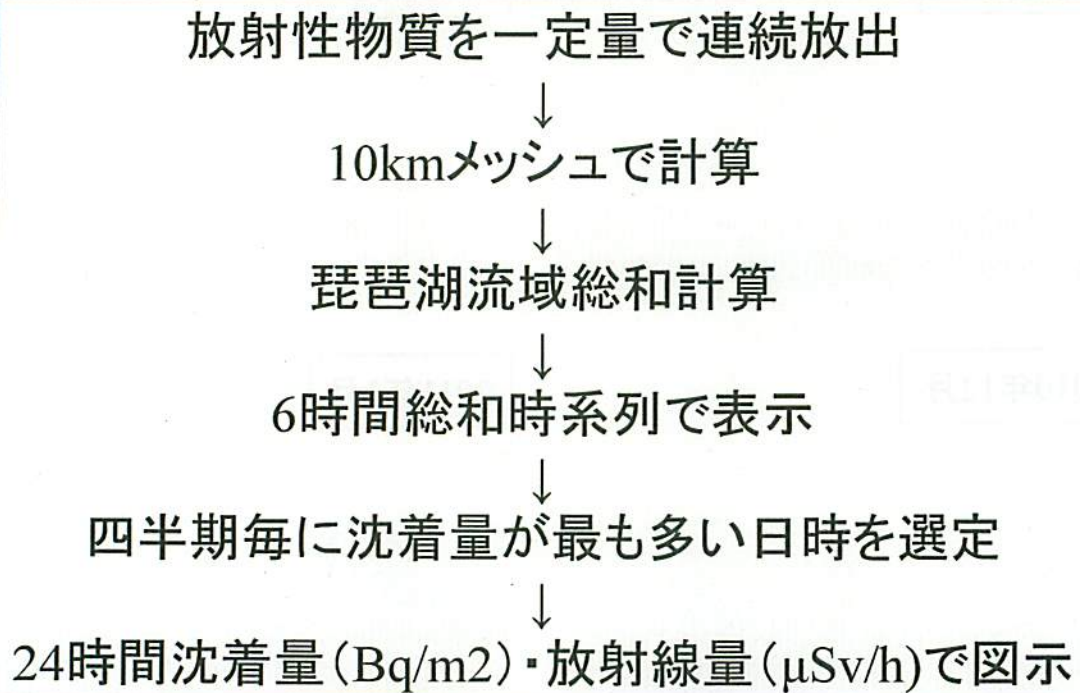 放射性物質を一定量で連続放出
↓
10kmメッシュで計算
↓
琵琶湖流域総和計算
↓
6時間総和時系列で表示
↓
四半期毎に沈着量が最も多い日時を選定
↓
24時間沈着量(Bq/m2)・放射線量(μSv/h)で図示